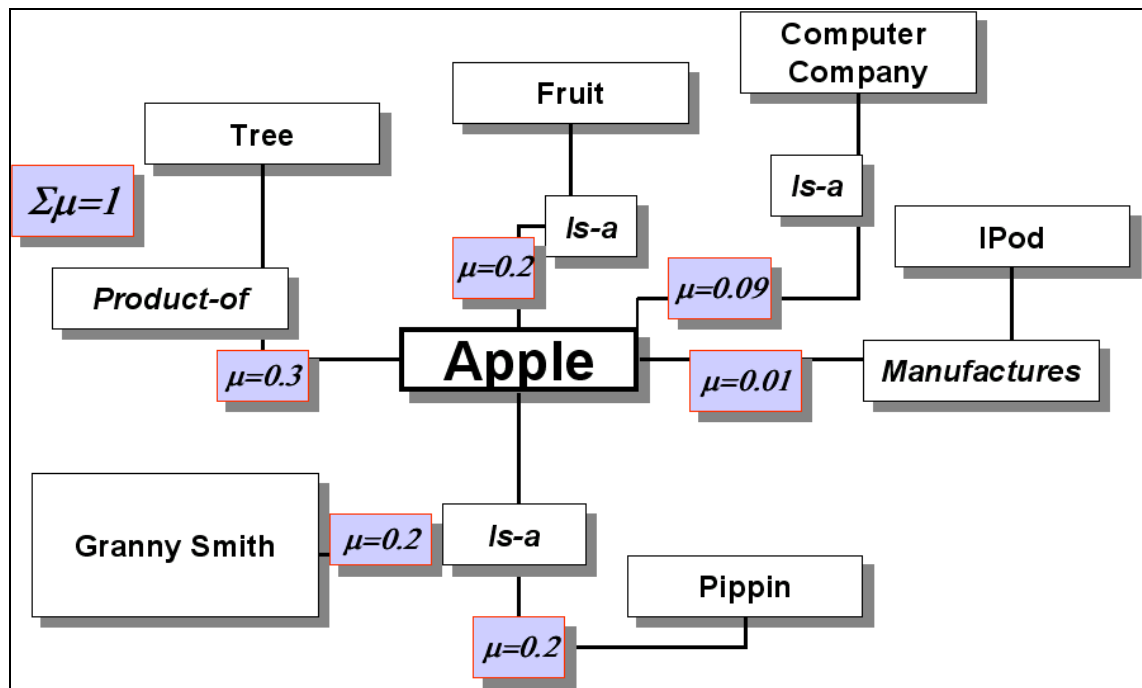 Computer
Company
Fruit
Tree
Σμ=1
Is-a
Is-a
IPod
μ=0.2
μ=0.09
Product-of
Apple
μ=0.3
μ=0.01
Manufactures
Granny Smith
μ=0.2
Is-a
Pippin
μ=0.2